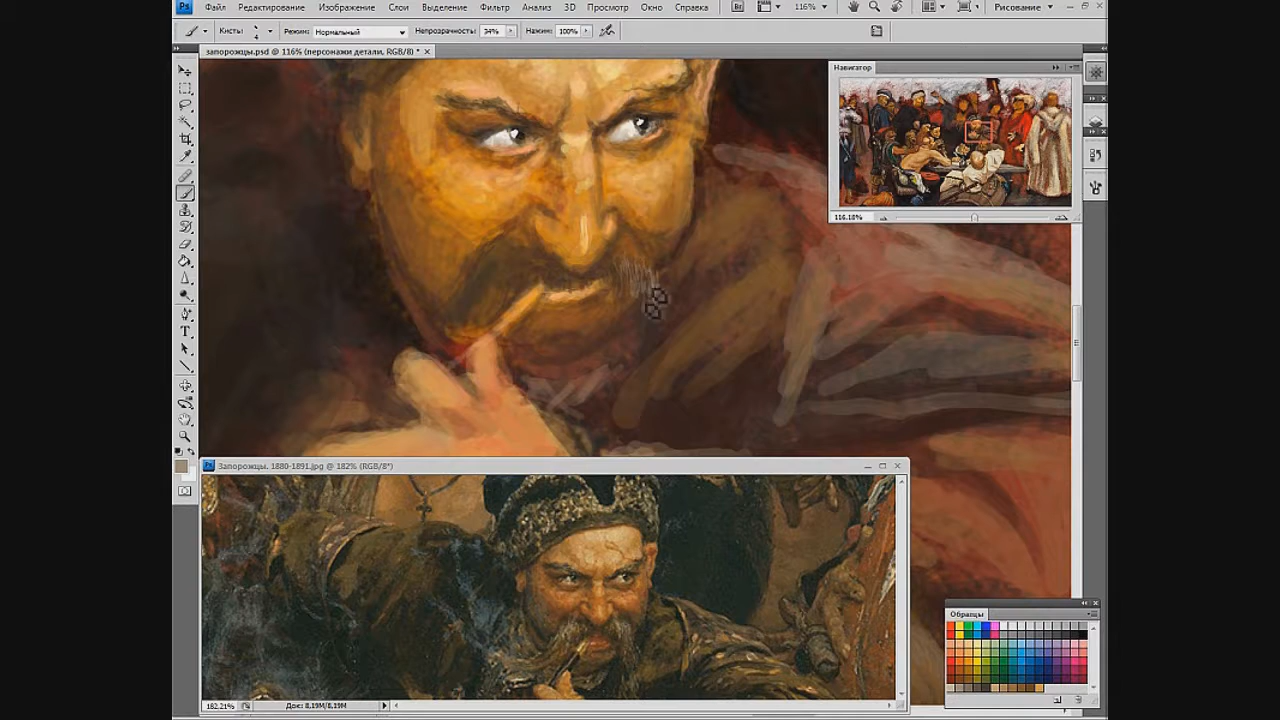 Ps Файл Редактирование Изображение Слои Выделение Фильтр Анализ 3D Просмотр Окно Справка Br 116% Рисование
Кисть Режим: Нормальный Непрозрачность: 34% Нажим: 100%
запорожцы.psd @ 116% (персонажи детали, RGB/8) *
Навигатор
116.18%
Запорожцы. 1880-1891.jpg @ 182% (RGB/8*)
Образцы
182,21% Док: 8,19M/8,19M